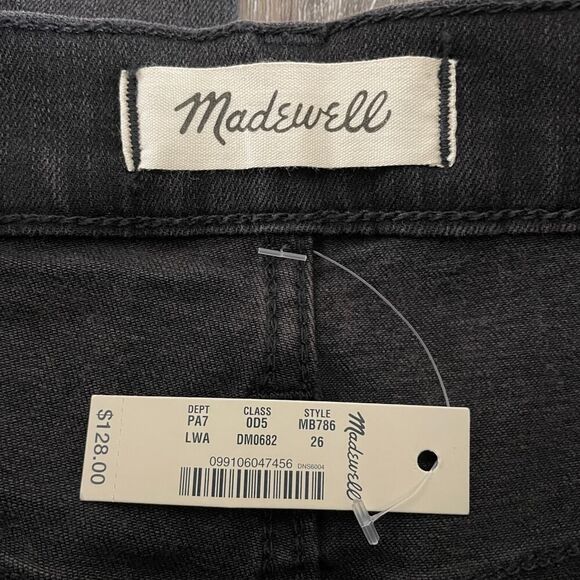 Madewell
$128.00
DEPT CLASS STYLE
PA7 0D5 MB786
LWA DM0682 26
099106047456 DNS6004
Madewell